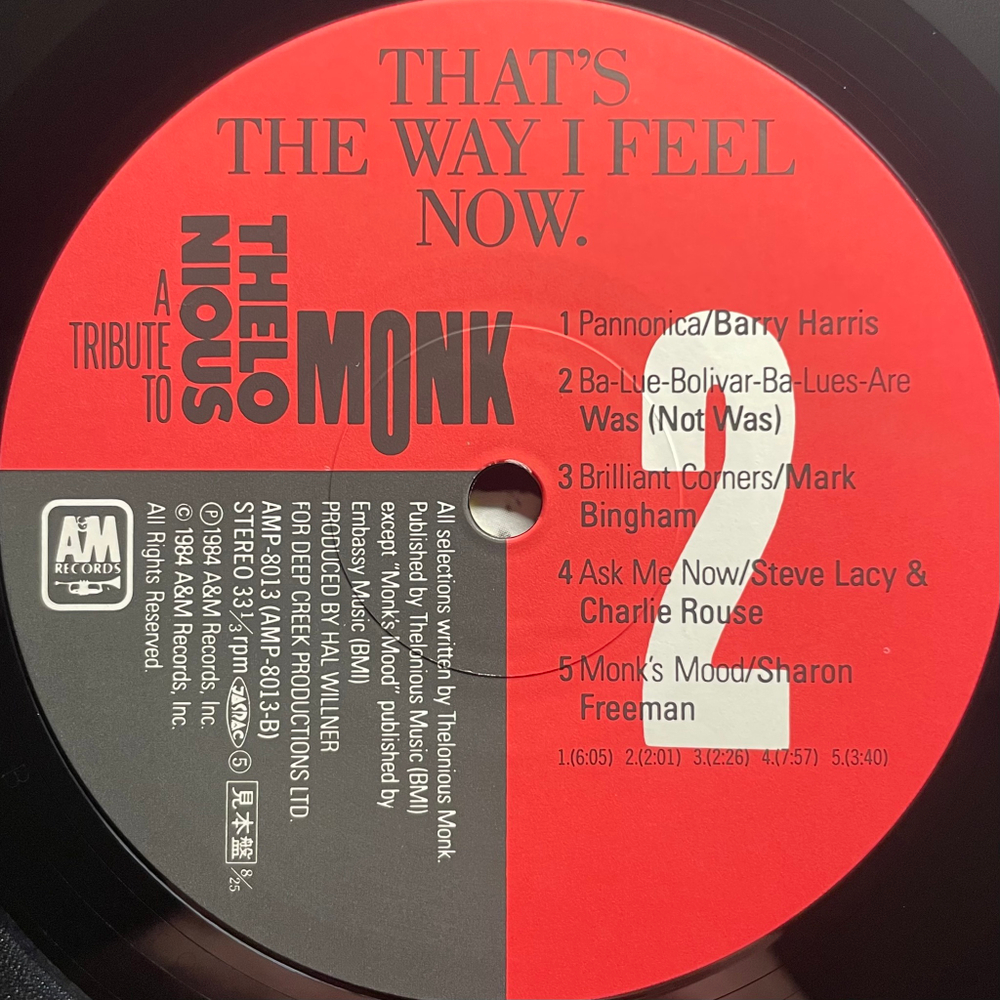 THAT'S
THE WAY I FEEL
NOW.
A
TRIBUTE
TO
THELO
NIOUS
MONK
2
1 Pannonica/Barry Harris
2 Ba-Lue-Bolivar-Ba-Lues-Are
Was (Not Was)
3 Brilliant Corners/Mark
Bingham
4 Ask Me Now/Steve Lacy &
Charlie Rouse
5 Monk's Mood/Sharon
Freeman
1.(6:05) 2.(2:01) 3.(2:26) 4.(7:57) 5.(3:40)
All selections written by Thelonious Monk.
Published by Thelonious Music (BMI)
except "Monk's Mood" published by
Embassy Music (BMI)
PRODUCED BY HAL WILLNER
FOR DEEP CREEK PRODUCTIONS LTD.
AMP-8013 (AMP-8013-B)
STEREO 33 1/3 rpm JASRAC ⑤ 見本盤 8/25
℗ 1984 A&M Records, Inc.
© 1984 A&M Records, Inc.
All Rights Reserved.
A&M
RECORDS